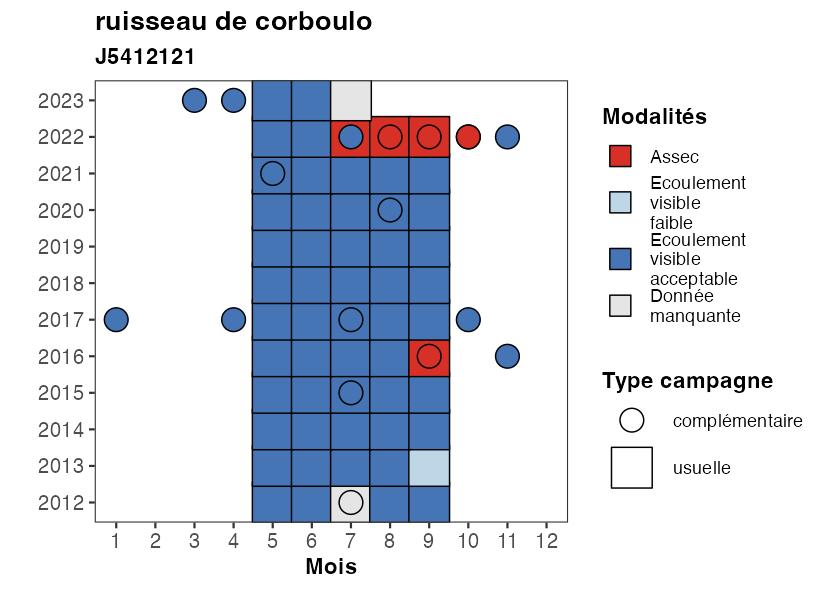 ruisseau de corboulo
J5412121
2023
2022
2021
2020
2019
2018
2017
2016
2015
2014
2013
2012
1 2 3 4 5 6 7 8 9 10 11 12
Mois
Modalités
Assec
Ecoulement
visible
faible
Ecoulement
visible
acceptable
Donnée
manquante
Type campagne
complémentaire
usuelle